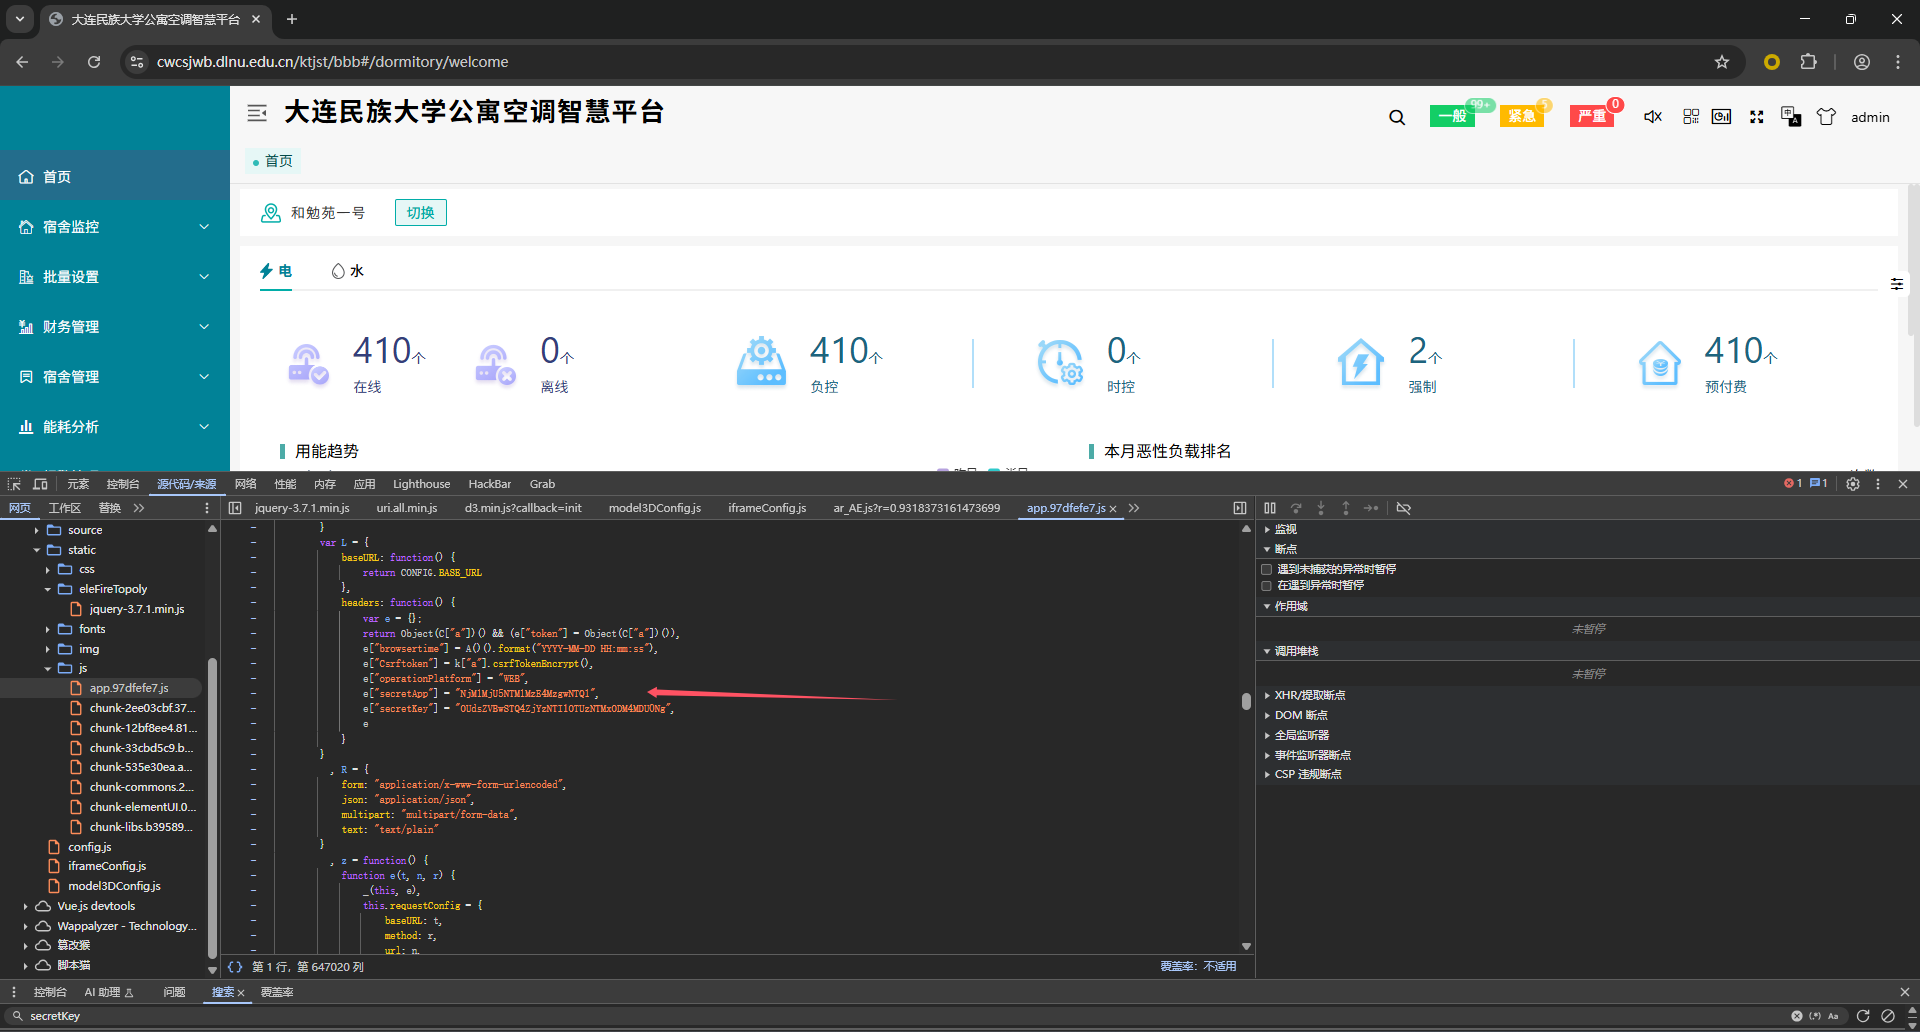 大连民族大学公寓空调智慧平台
cwcsjwb.dlnu.edu.cn/ktjst/bbb#/dormitory/welcome
大连民族大学公寓空调智慧平台
一般 99+ 紧急 5 严重 0 admin
首页
首页
和勉苑一号 切换
宿舍监控
电 水
批量设置
财务管理
宿舍管理
能耗分析
410个 在线
0个 离线
410个 负控
0个 时控
2个 强制
410个 预付费
用能趋势
本月恶性负载排名
元素 控制台 源代码/来源 网络 性能 内存 应用 Lighthouse HackBar Grab 1 1
网页 工作区 替换
jquery-3.7.1.min.js uri.all.min.js d3.min.js?callback=init model3DConfig.js iframeConfig.js ar_AE.js?r=0.9318373161473699 app.97dfefe7.js
source
static
css
eleFireTopoly
jquery-3.7.1.min.js
fonts
img
js
app.97dfefe7.js
chunk-2ee03cbf.37...
chunk-12bf8ee4.81...
chunk-33cbd5c9.b...
chunk-535e30ea.a...
chunk-commons.2...
chunk-elementUI.0...
chunk-libs.b39589...
config.js
iframeConfig.js
model3DConfig.js
Vue.js devtools
Wappalyzer - Technology...
篡改猴
脚本猫
}
var L = {
baseURL: function() {
return CONFIG.BASE_URL
},
headers: function() {
var e = {};
return Object(C["a"])() && (e["token"] = Object(C["a"])()),
e["browsertime"] = A()().format("YYYY-MM-DD HH:mm:ss"),
e["Csrftoken"] = k["a"].csrfTokenEncrypt(),
e["operationPlatform"] = "WEB",
e["secretApp"] = "NjM1MjU5NTM1MzE4MzgwNTQ1",
e["secretKey"] = "OUdsZVBwSTQ4ZjYzNTI1OTUzNTMxODM4MDU0Ng",
e
}
}
, R = {
form: "application/x-www-form-urlencoded",
json: "application/json",
multipart: "multipart/form-data",
text: "text/plain"
}
, z = function() {
function e(t, n, r) {
_(this, e),
this.requestConfig = {
baseURL: t,
method: r,
url: n,
第 1 行，第 647020 列
覆盖率：不适用
监视
断点
遇到未捕获的异常时暂停
在遇到异常时暂停
作用域
未暂停
调用堆栈
未暂停
XHR/提取断点
DOM 断点
全局监听器
事件监听器断点
CSP 违规断点
控制台 AI 助理 问题 搜索 覆盖率
secretKey
(.*) Aa